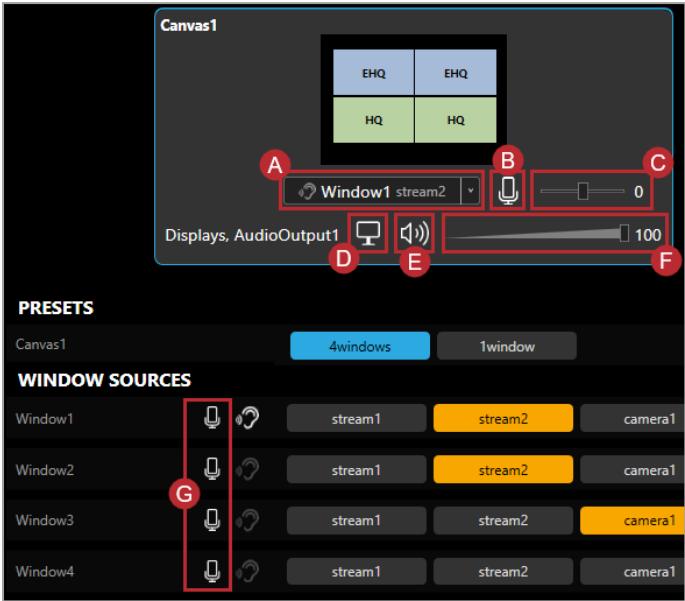 Canvas1
EHQ EHQ
HQ HQ
A B C
Window1 stream2 0
Displays, AudioOutput1 100
D E F
PRESETS
Canvas1 4windows 1window
WINDOW SOURCES
Window1 stream1 stream2 camera1
Window2 stream1 stream2 camera1
G
Window3 stream1 stream2 camera1
Window4 stream1 stream2 camera1